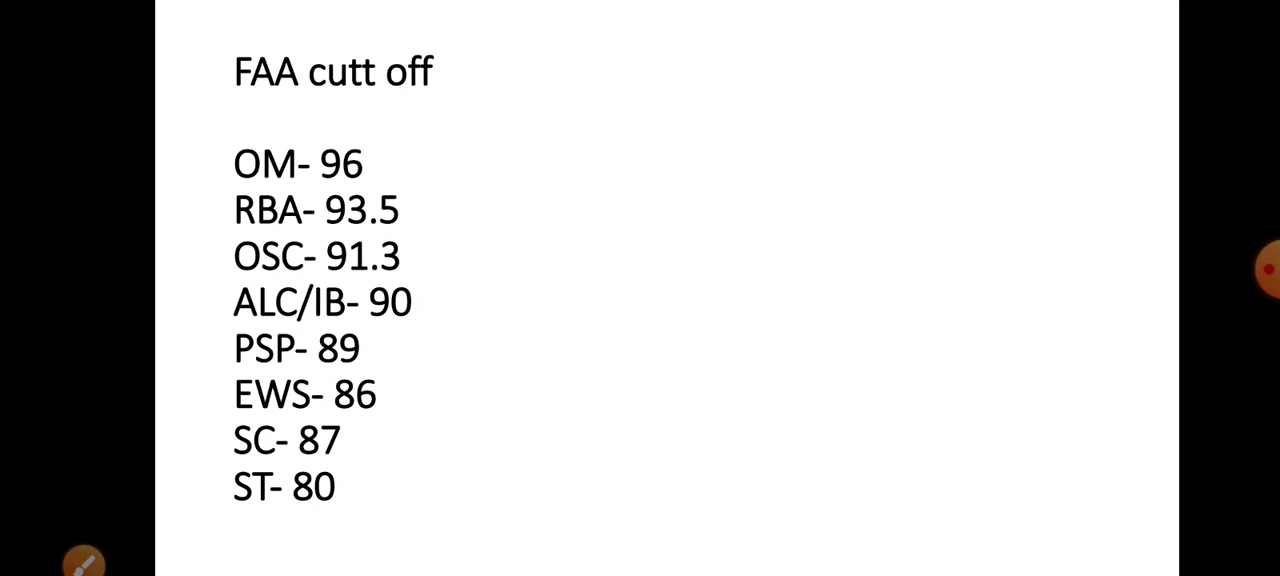 FAA cutt off
OM- 96
RBA- 93.5
OSC- 91.3
ALC/IB- 90
PSP- 89
EWS- 86
SC- 87
ST- 80